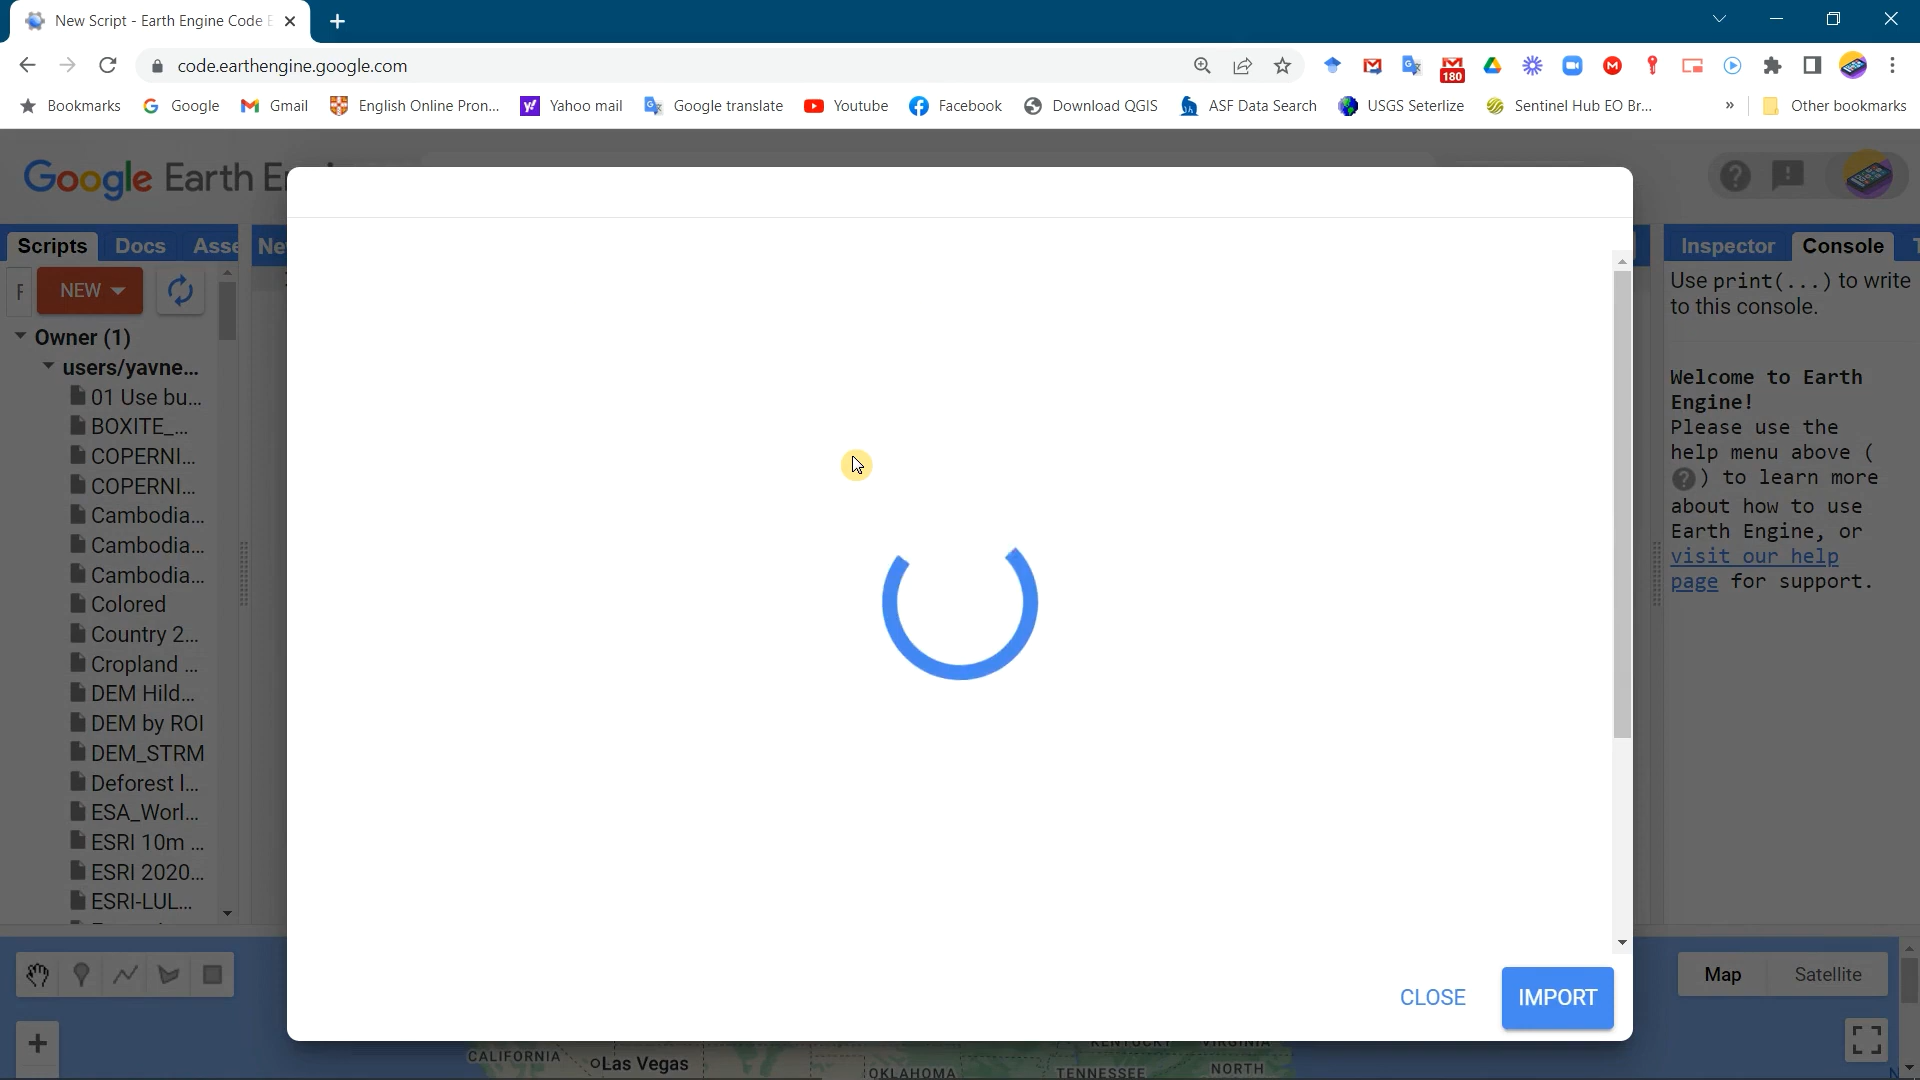 New Script - Earth Engine Code E
code.earthengine.google.com
180
Bookmarks
Google
Gmail
English Online Pron...
Yahoo mail
Google translate
Youtube
Facebook
Download QGIS
ASF Data Search
USGS Seterlize
Sentinel Hub EO Br...
»
Other bookmarks
Google Earth En
Scripts
Docs
Asse
Ne
Inspector
Console
T
F
NEW
Owner (1)
users/yavne...
01 Use bu...
BOXITE_...
COPERNI...
COPERNI...
Cambodia...
Cambodia...
Cambodia...
Colored
Country 2...
Cropland ...
DEM Hild...
DEM by ROI
DEM_STRM
Deforest I...
ESA_Worl...
ESRI 10m ...
ESRI 2020...
ESRI-LUL...
Use print(...) to write
to this console.
Welcome to Earth
Engine!
Please use the
help menu above (
?) to learn more
about how to use
Earth Engine, or
visit our help
page for support.
CLOSE
IMPORT
Map
Satellite
+
CALIFORNIA
Las Vegas
OKLAHOMA
KENTUCKY
VIRGINIA
TENNESSEE
NORTH